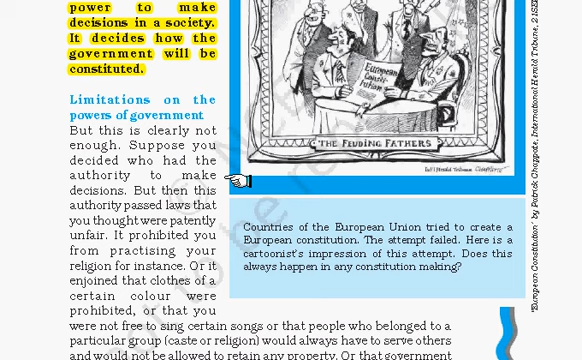 power to make
decisions in a society.
It decides how the
government will be
constituted.
Limitations on the
powers of government
But this is clearly not
enough. Suppose you
decided who had the
authority to make
decisions. But then this
authority passed laws that
you thought were patently
unfair. It prohibited you
from practising your
religion for instance. Or it
enjoined that clothes of a
certain colour were
prohibited, or that you
were not free to sing certain songs or that people who belonged to a
particular group (caste or religion) would always have to serve others
and would not be allowed to retain any property. Or that government
European
Consti-
tution
THE FEUDING FATHERS
Countries of the European Union tried to create a
European constitution. The attempt failed. Here is a
cartoonist's impression of this attempt. Does this
always happen in any constitution making?
'European Constitution' by Patrick Chappate, International Herald Tribune, 21